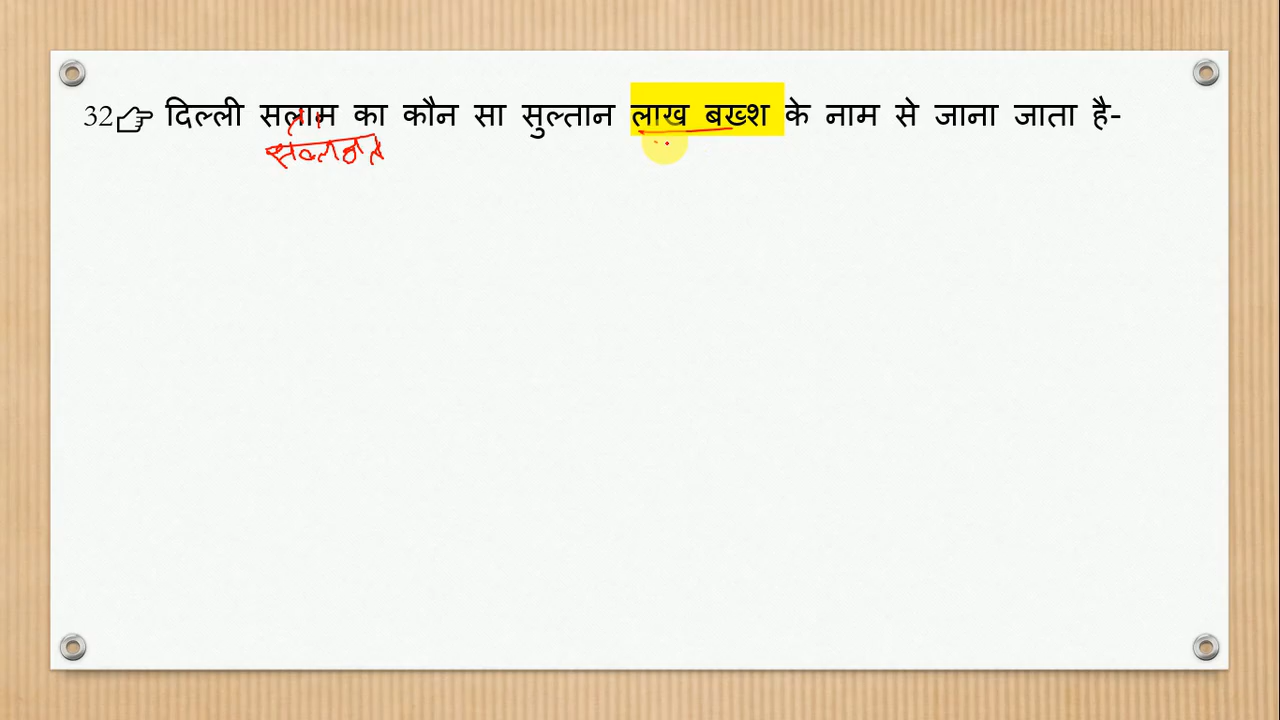 32👉 दिल्ली सलाम का कौन सा सुल्तान लाख बख्श के नाम से जाना जाता है-
सल्तनत